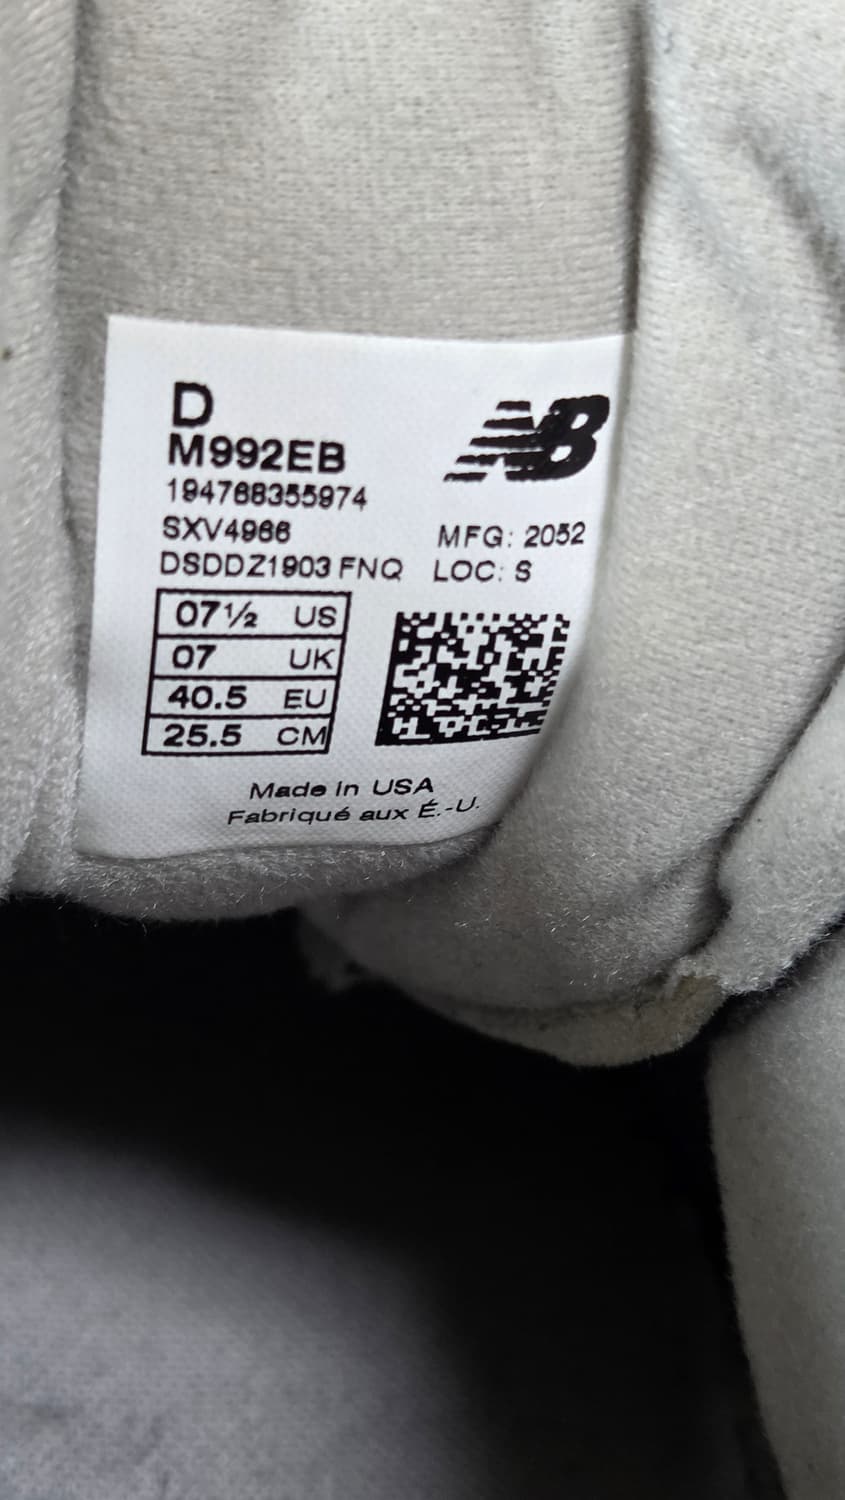 D
M992EB
NB
194768355974
SXV4966
MFG: 2052
DSDDZ1903 FNQ
LOC: S
07½ US
07 UK
40.5 EU
25.5 CM
Made in USA
Fabriqué aux É.-U.